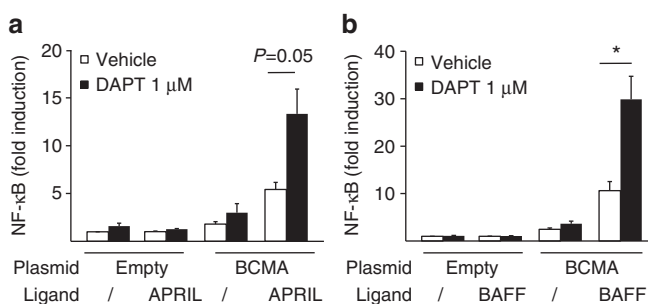 a
NF-κB (fold induction)
20
15
10
5
Vehicle
DAPT 1 μM
P=0.05
Plasmid Empty BCMA
Ligand / APRIL / APRIL
b
NF-κB (fold induction)
40
30
20
10
Vehicle
DAPT 1 μM
*
Plasmid Empty BCMA
Ligand / BAFF / BAFF